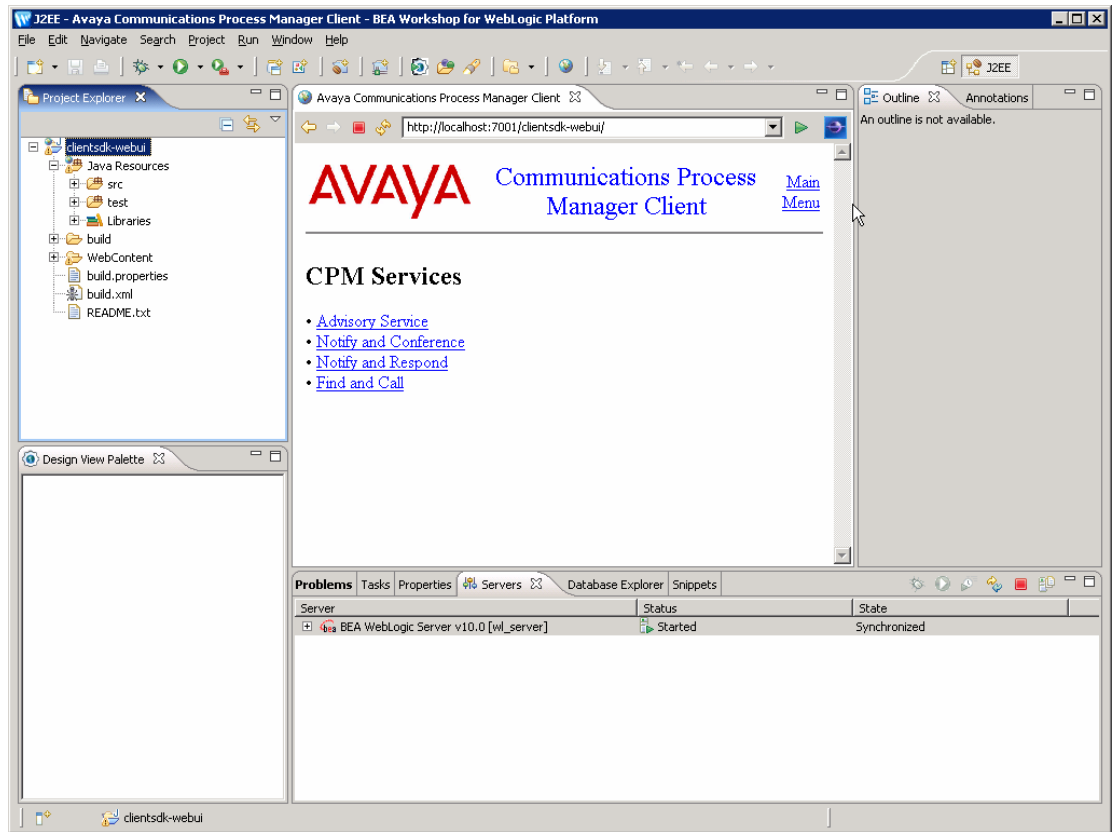 J2EE - Avaya Communications Process Manager Client - BEA Workshop for WebLogic Platform
File Edit Navigate Search Project Run Window Help
J2EE
Project Explorer
clientsdk-webui
Java Resources
src
test
Libraries
build
WebContent
build.properties
build.xml
README.txt
Design View Palette
Avaya Communications Process Manager Client
http://localhost:7001/clientsdk-webui/
AVAYA
Communications Process
Manager Client
Main
Menu
CPM Services
• Advisory Service
• Notify and Conference
• Notify and Respond
• Find and Call
Outline Annotations
An outline is not available.
Problems Tasks Properties Servers Database Explorer Snippets
Server Status State
bea BEA WebLogic Server v10.0 [wl_server] Started Synchronized
clientsdk-webui